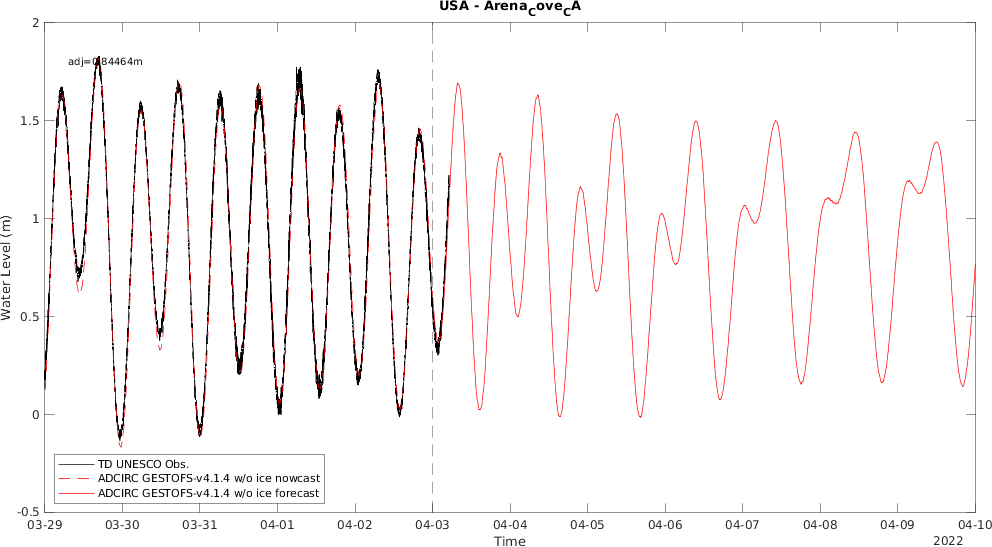 USA - ArenaCoveCA
adj=0.84464m
2
1.5
1
0.5
0
-0.5
Water Level (m)
TD UNESCO Obs.
ADCIRC GESTOFS-v4.1.4 w/o ice nowcast
ADCIRC GESTOFS-v4.1.4 w/o ice forecast
03-29 03-30 03-31 04-01 04-02 04-03 04-04 04-05 04-06 04-07 04-08 04-09 04-10
Time
2022